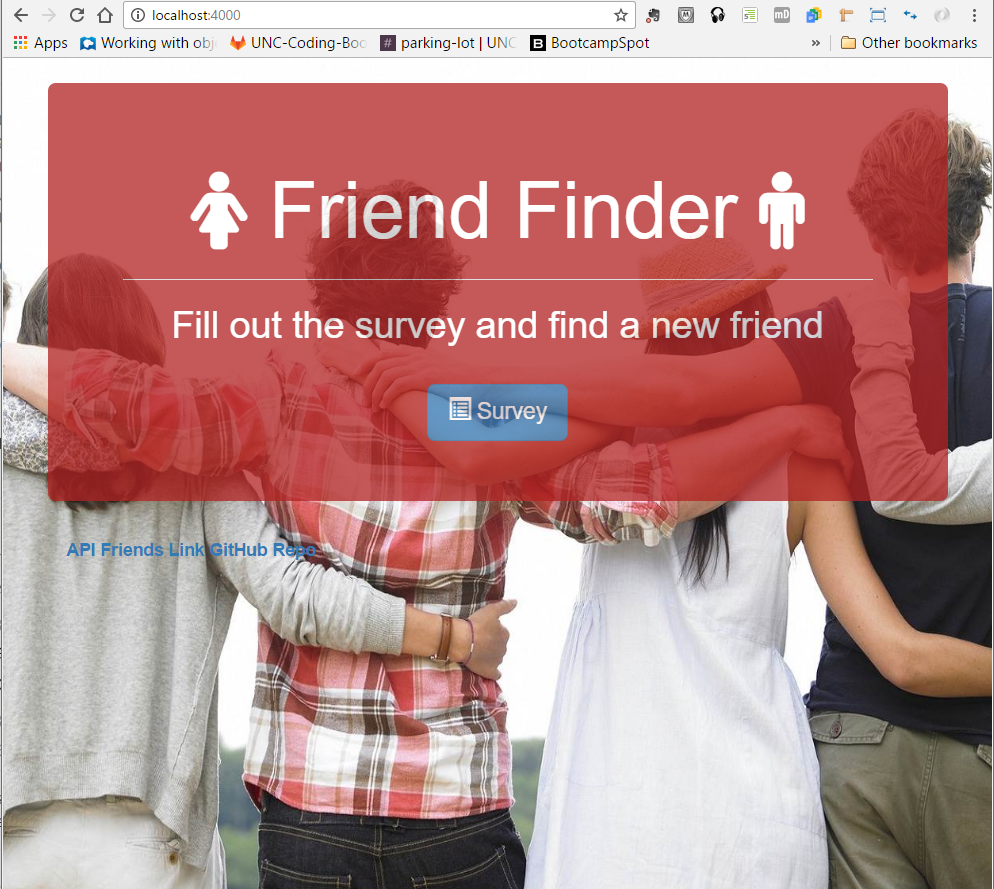 localhost:4000
Apps Working with obj UNC-Coding-Boo parking-lot | UNC BootcampSpot » Other bookmarks
Friend Finder
Fill out the survey and find a new friend
Survey
API Friends Link GitHub Repo